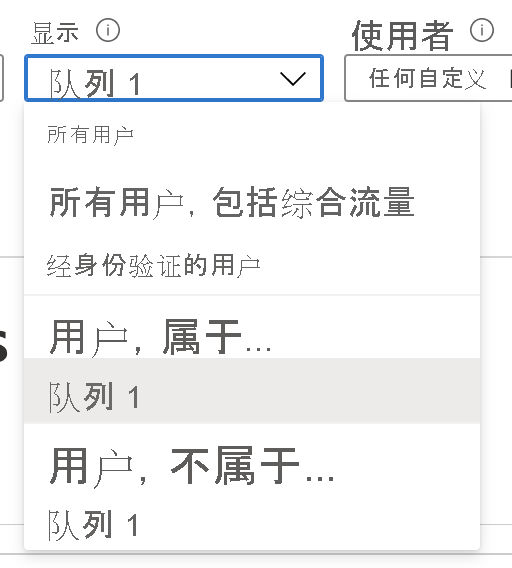 显示
使用者
队列 1
任何自定义
所有用户
所有用户, 包括综合流量
经身份验证的用户
s
用户, 属于...
队列 1
用户, 不属于...
队列 1